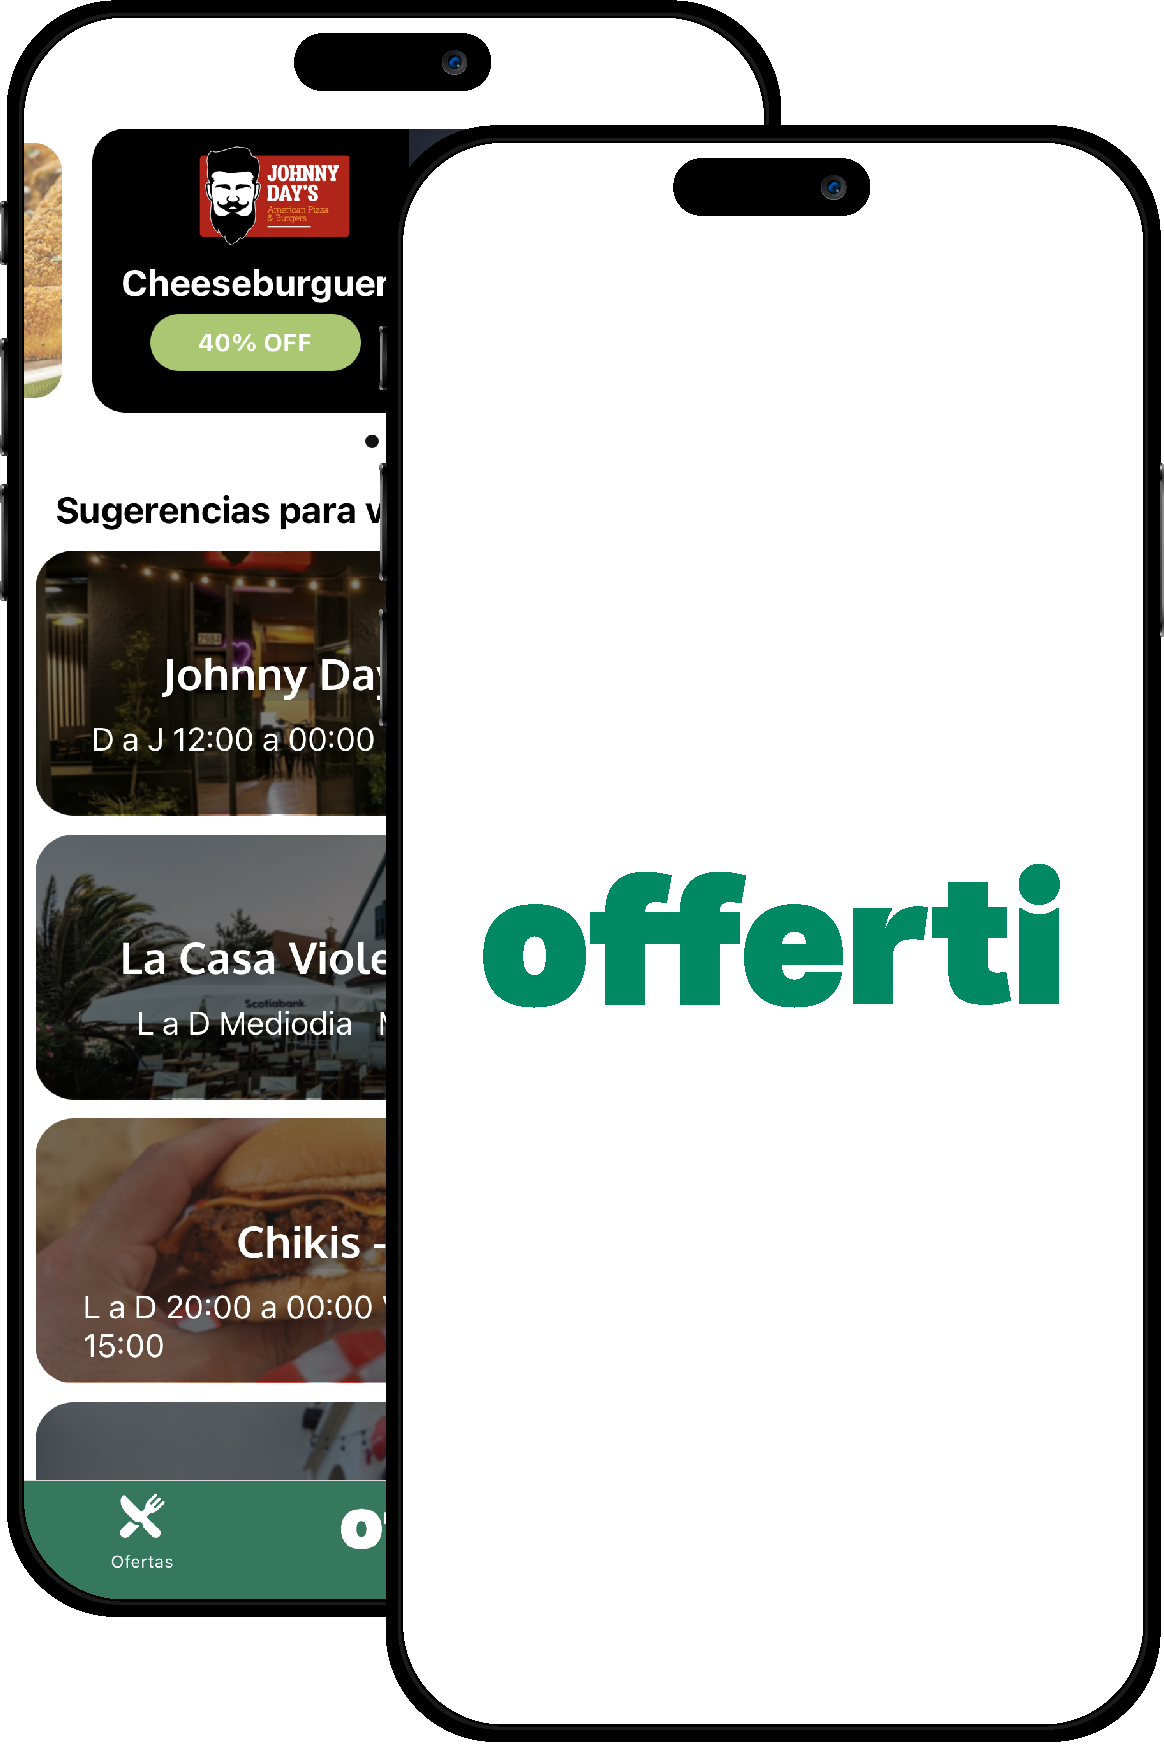 JOHNNY
DAY'S
American Pizza
& Burgers
Cheeseburguer
40% OFF
Sugerencias para v
2984
Johnny Day
D a J 12:00 a 00:00
La Casa Viole
Scotiabank
L a D Mediodia
Chikis -
L a D 20:00 a 00:00
15:00
Ofertas
offerti